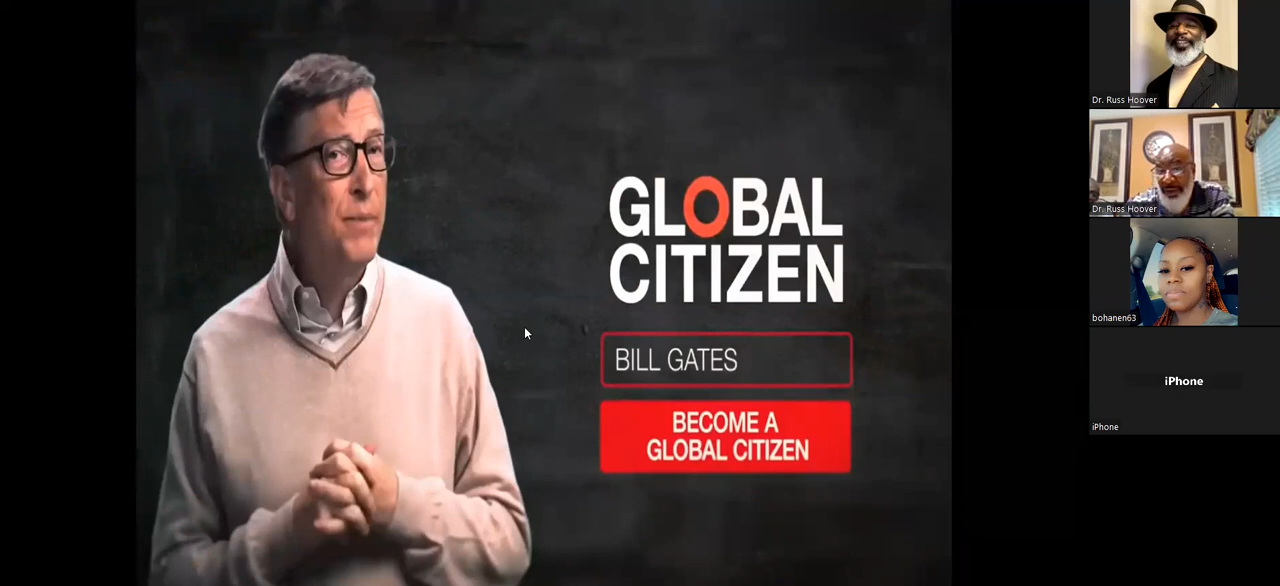 GLOBAL
CITIZEN
BILL GATES
BECOME A
GLOBAL CITIZEN
Dr. Russ Hoover
Dr. Russ Hoover
bohanen63
iPhone
iPhone